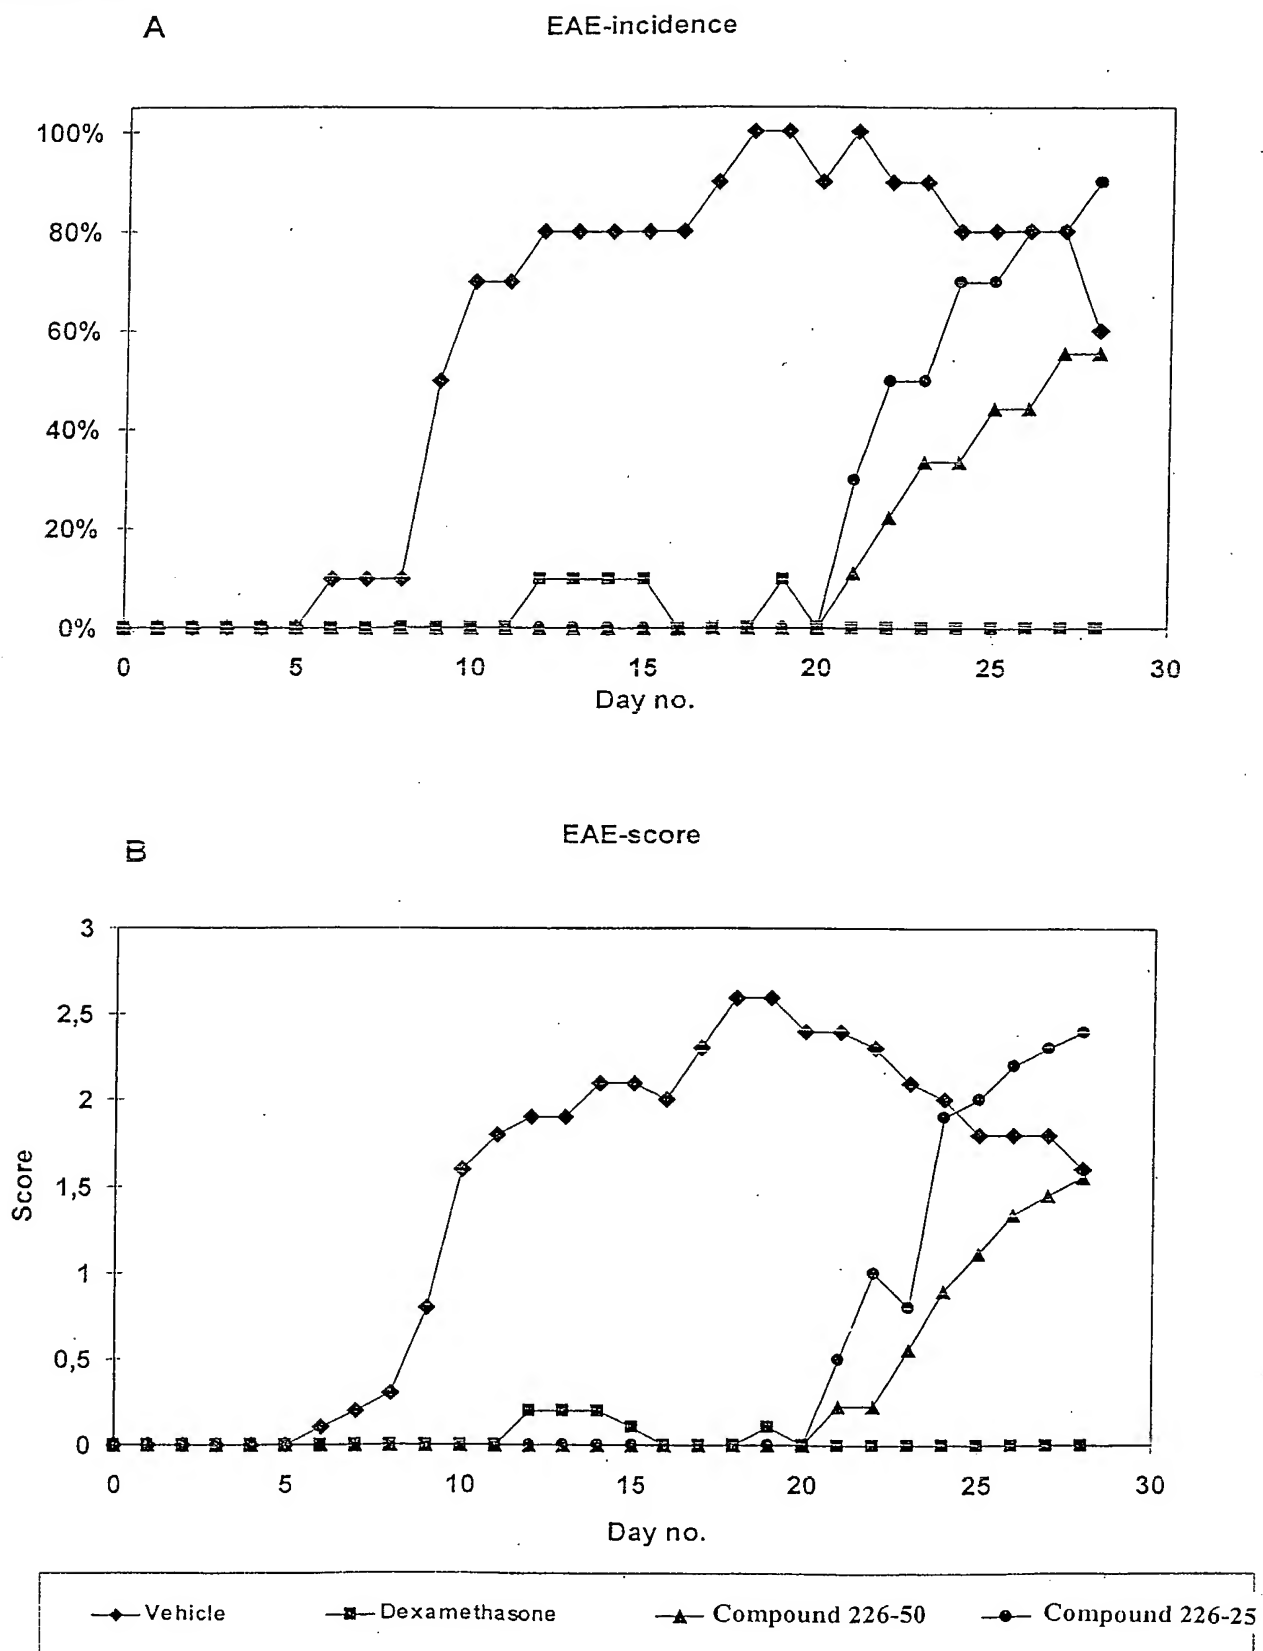 A
EAE-incidence
100%
80%
60%
40%
20%
0%
0 5 10 15 20 25 30
Day no.
EAE-score
B
3
2,5
2
1,5
1
0,5
0
Score
0 5 10 15 20 25 30
Day no.
Vehicle Dexamethasone Compound 226-50 Compound 226-25